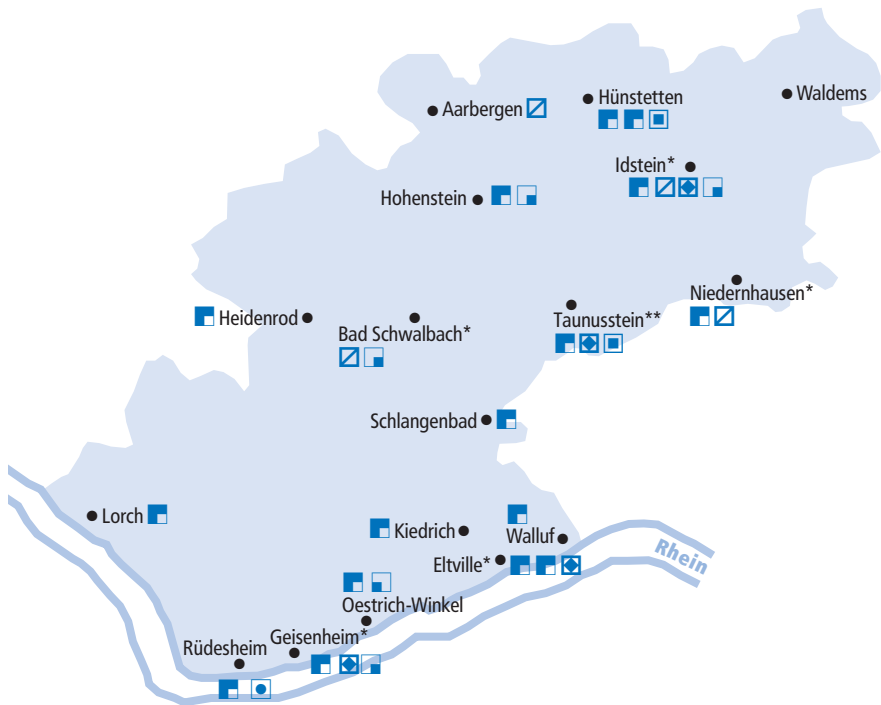 Aarbergen
Hünstetten
Waldems
Idstein*
Hohenstein
Niedernhausen*
Heidenrod
Bad Schwalbach*
Taunusstein**
Schlangenbad
Lorch
Kiedrich
Walluf
Eltville*
Rhein
Oestrich-Winkel
Geisenheim*
Rüdesheim